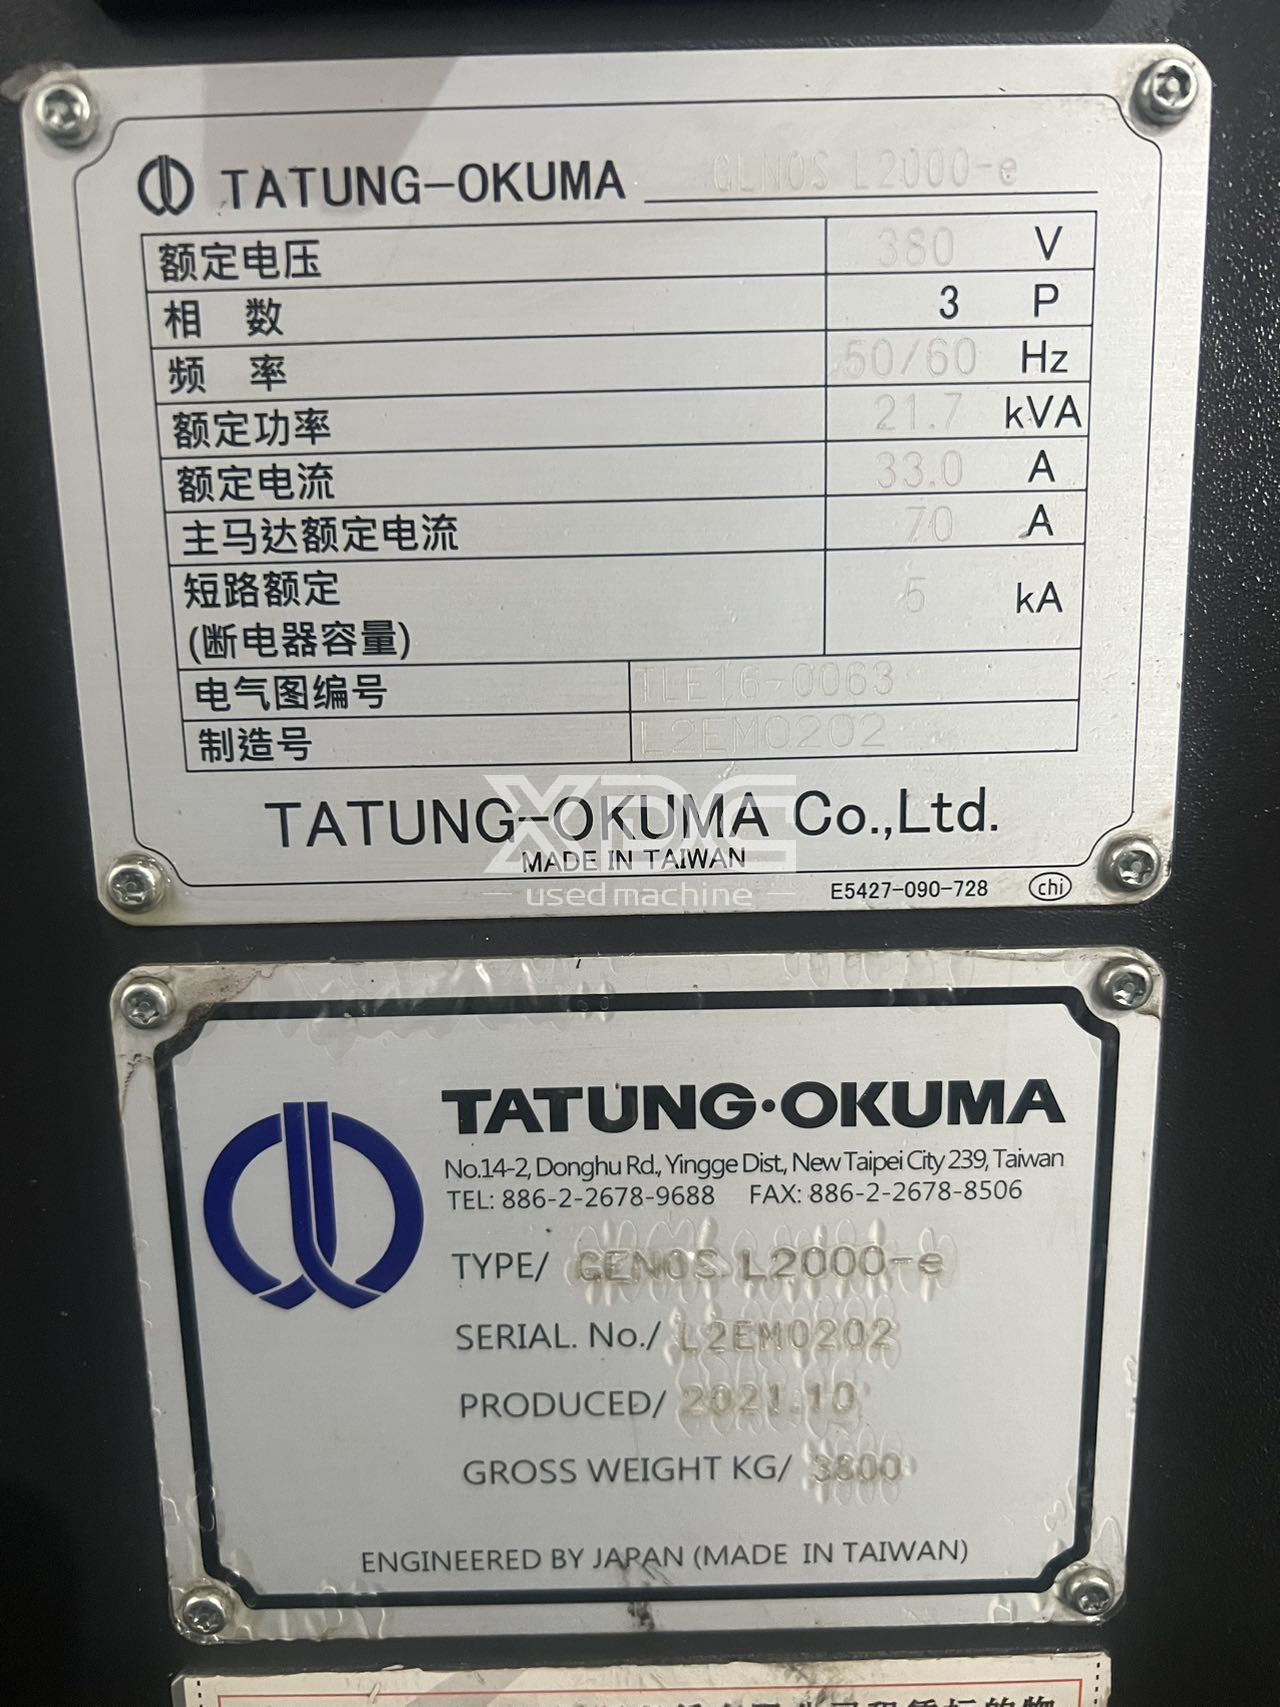 TATUNG-OKUMA GENOS L2000-e
额定电压 380 V
相 数 3 P
频 率 50/60 Hz
额定功率 21.7 kVA
额定电流 33.0 A
主马达额定电流 70 A
短路额定 5 kA
(断电器容量)
电气图编号 TLE16-0063
制造号 L2EM0202
TATUNG-OKUMA Co.,Ltd.
MADE IN TAIWAN
XDG
used machine
E5427-090-728 chi
TATUNG·OKUMA
No.14-2, Donghu Rd., Yingge Dist., New Taipei City 239, Taiwan
TEL: 886-2-2678-9688 FAX: 886-2-2678-8506
TYPE/ GENOS L2000-e
SERIAL. No./ L2EM0202
PRODUCED/ 2021.10
GROSS WEIGHT KG/ 3800
ENGINEERED BY JAPAN (MADE IN TAIWAN)